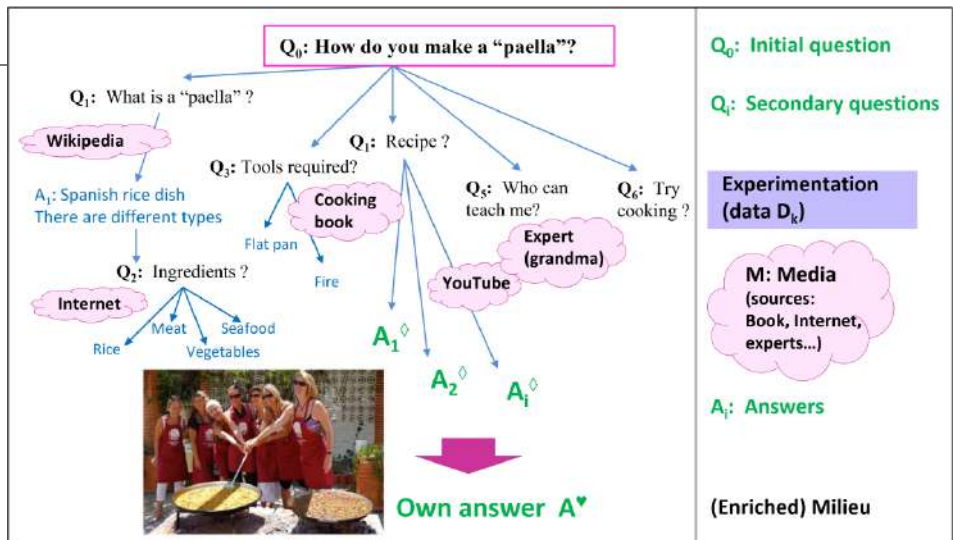 Q₀: How do you make a “paella”?
Q₁: What is a “paella” ?
Wikipedia
A₁: Spanish rice dish
There are different types
Q₂: Ingredients ?
Internet
Rice
Meat
Vegetables
Seafood
Q₃: Tools required?
Cooking
book
Flat pan
Fire
Q₁: Recipe ?
Q₅: Who can
teach me?
Expert
(grandma)
YouTube
Q₆: Try
cooking ?
A₁◊
A₂◊
Aᵢ◊
Own answer A♥
Q₀: Initial question
Qᵢ: Secondary questions
Experimentation
(data Dₖ)
M: Media
(sources:
Book, Internet,
experts...)
Aᵢ: Answers
(Enriched) Milieu